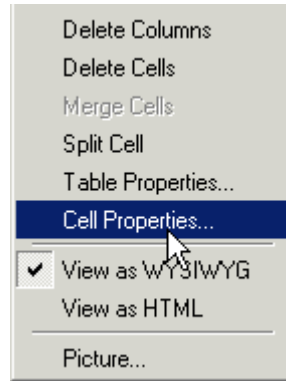 Delete Columns
Delete Cells
Merge Cells
Split Cell
Table Properties...
Cell Properties...
View as WYSIWYG
View as HTML
Picture...